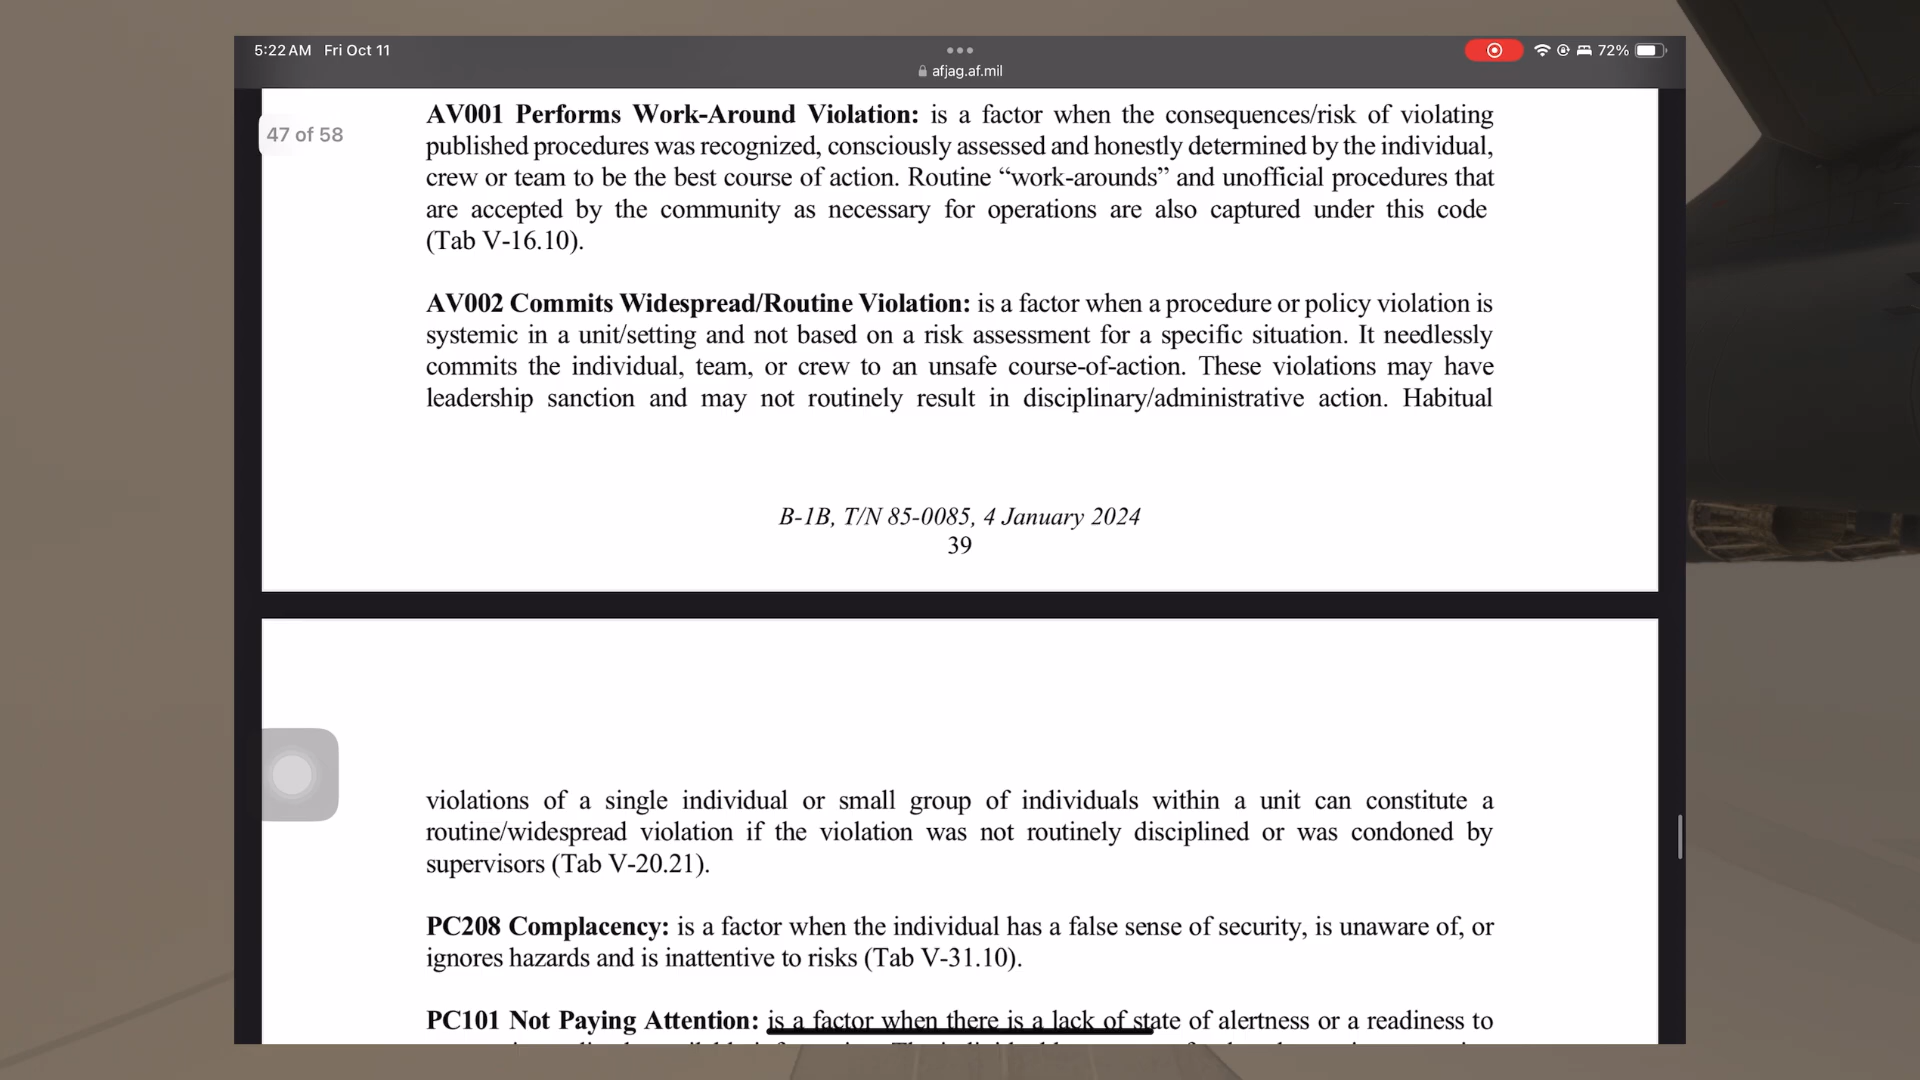 5:22 AM Fri Oct 11
72%
afjag.af.mil
47 of 58
AV001 Performs Work-Around Violation: is a factor when the consequences/risk of violating
published procedures was recognized, consciously assessed and honestly determined by the individual,
crew or team to be the best course of action. Routine “work-arounds” and unofficial procedures that
are accepted by the community as necessary for operations are also captured under this code
(Tab V-16.10).
AV002 Commits Widespread/Routine Violation: is a factor when a procedure or policy violation is
systemic in a unit/setting and not based on a risk assessment for a specific situation. It needlessly
commits the individual, team, or crew to an unsafe course-of-action. These violations may have
leadership sanction and may not routinely result in disciplinary/administrative action. Habitual
B-1B, T/N 85-0085, 4 January 2024
39
violations of a single individual or small group of individuals within a unit can constitute a
routine/widespread violation if the violation was not routinely disciplined or was condoned by
supervisors (Tab V-20.21).
PC208 Complacency: is a factor when the individual has a false sense of security, is unaware of, or
ignores hazards and is inattentive to risks (Tab V-31.10).
PC101 Not Paying Attention: is a factor when there is a lack of state of alertness or a readiness to